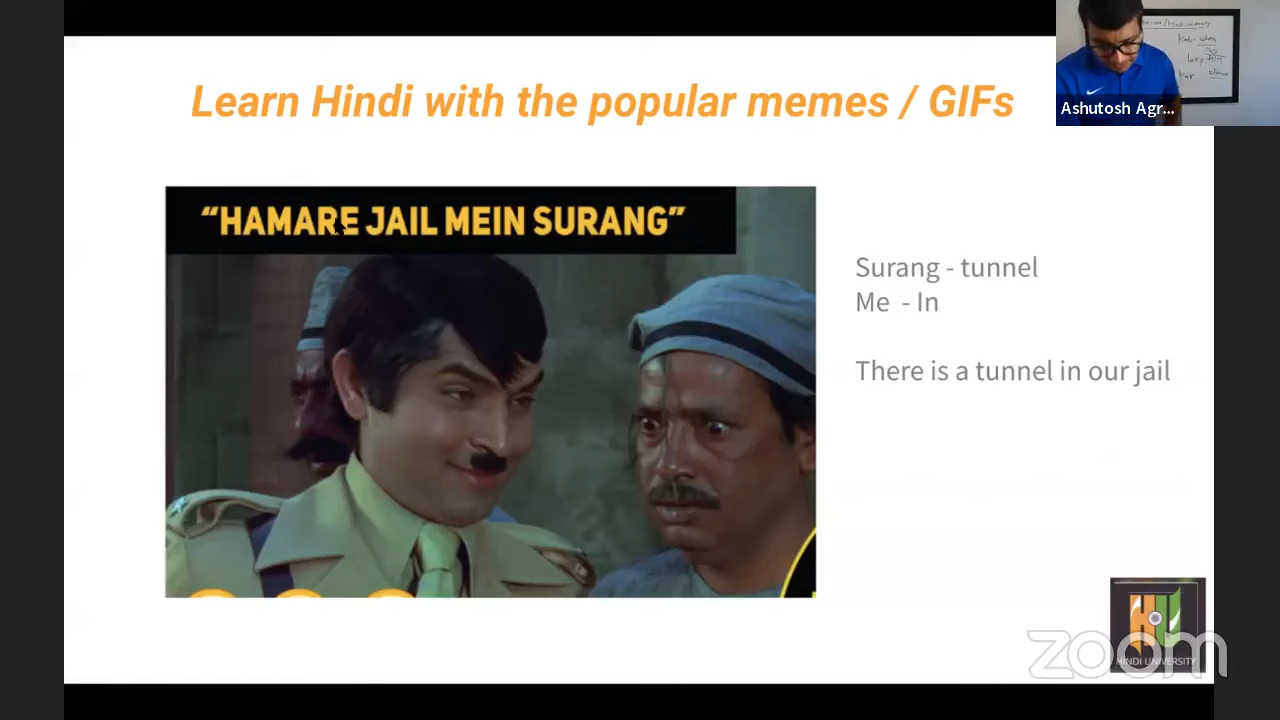 Learn Hindi with the popular memes / GIFs
Ashutosh Agr...
“HAMARE JAIL MEIN SURANG”
Surang - tunnel
Me - In
There is a tunnel in our jail
zoom
HINDI UNIVERSITY